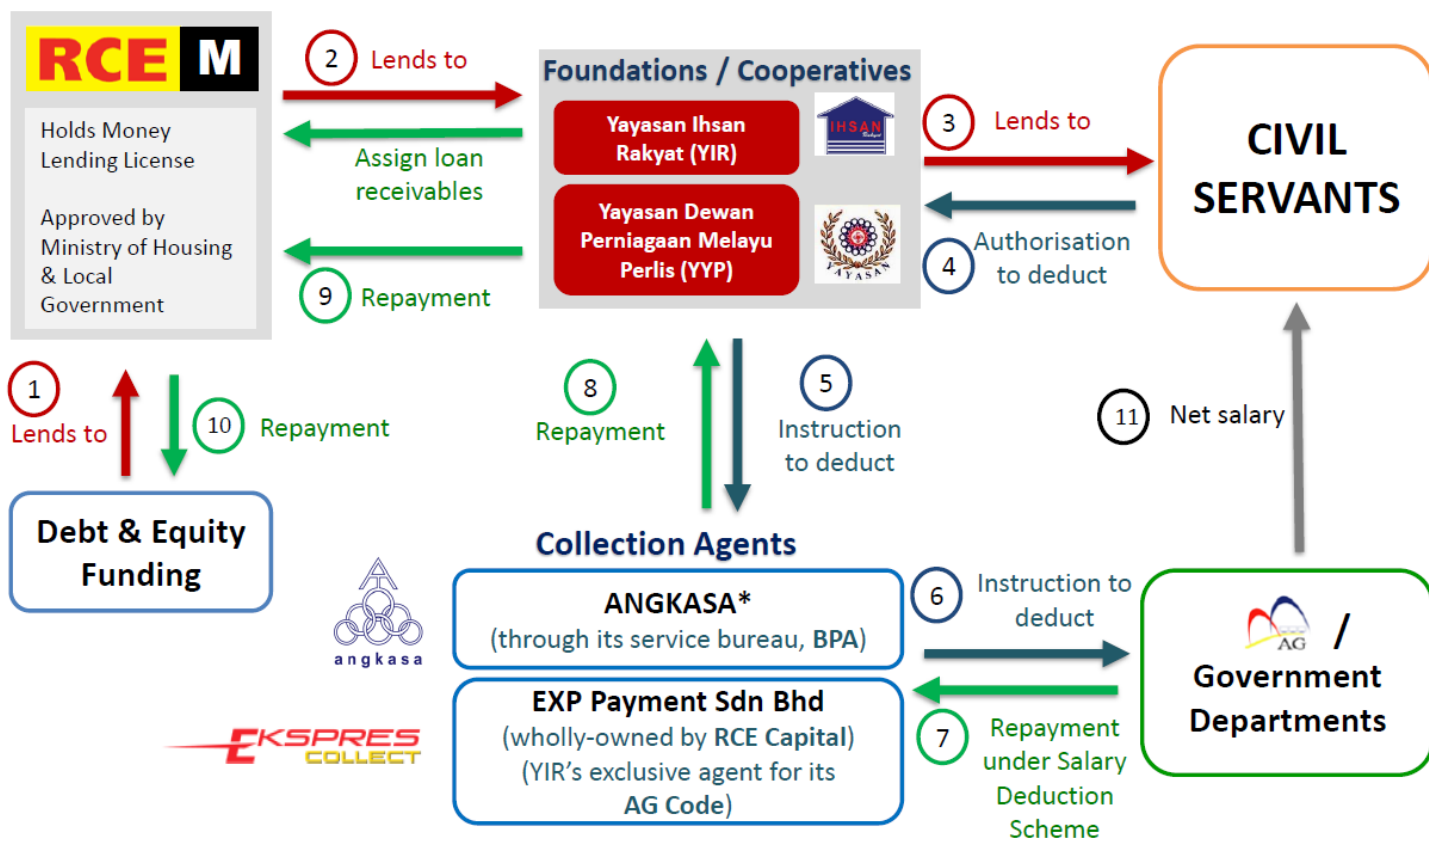 RCE M
Holds Money
Lending License
Approved by
Ministry of Housing
& Local
Government
2
Lends to
Assign loan
receivables
9
Repayment
Foundations / Cooperatives
Yayasan Ihsan
Rakyat (YIR)
IHSAN
Rakyat
Yayasan Dewan
Perniagaan Melayu
Perlis (YYP)
YAYASAN
3
Lends to
4
Authorisation
to deduct
CIVIL
SERVANTS
1
Lends to
10
Repayment
8
Repayment
5
Instruction
to deduct
11
Net salary
Debt & Equity
Funding
Collection Agents
angkasa
ANGKASA*
(through its service bureau, BPA)
EKSPRES
COLLECT
EXP Payment Sdn Bhd
(wholly-owned by RCE Capital)
(YIR's exclusive agent for its
AG Code)
6
Instruction to
deduct
7
Repayment
under Salary
Deduction
Scheme
AG /
Government
Departments